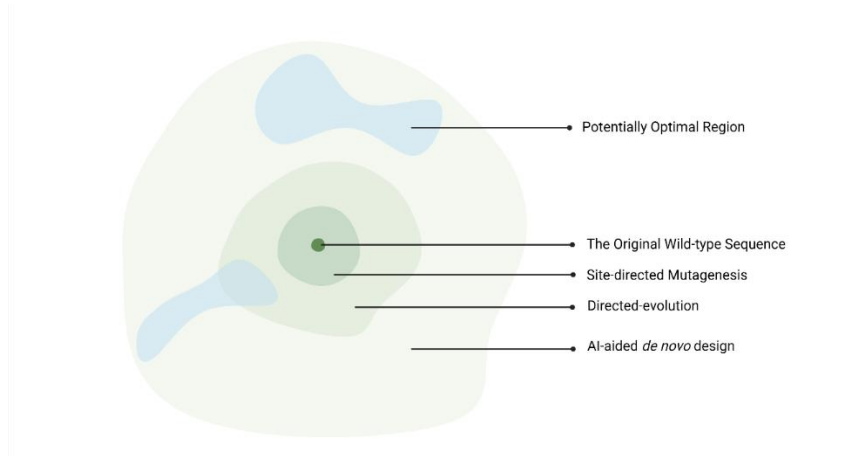 Potentially Optimal Region
The Original Wild-type Sequence
Site-directed Mutagenesis
Directed-evolution
AI-aided de novo design